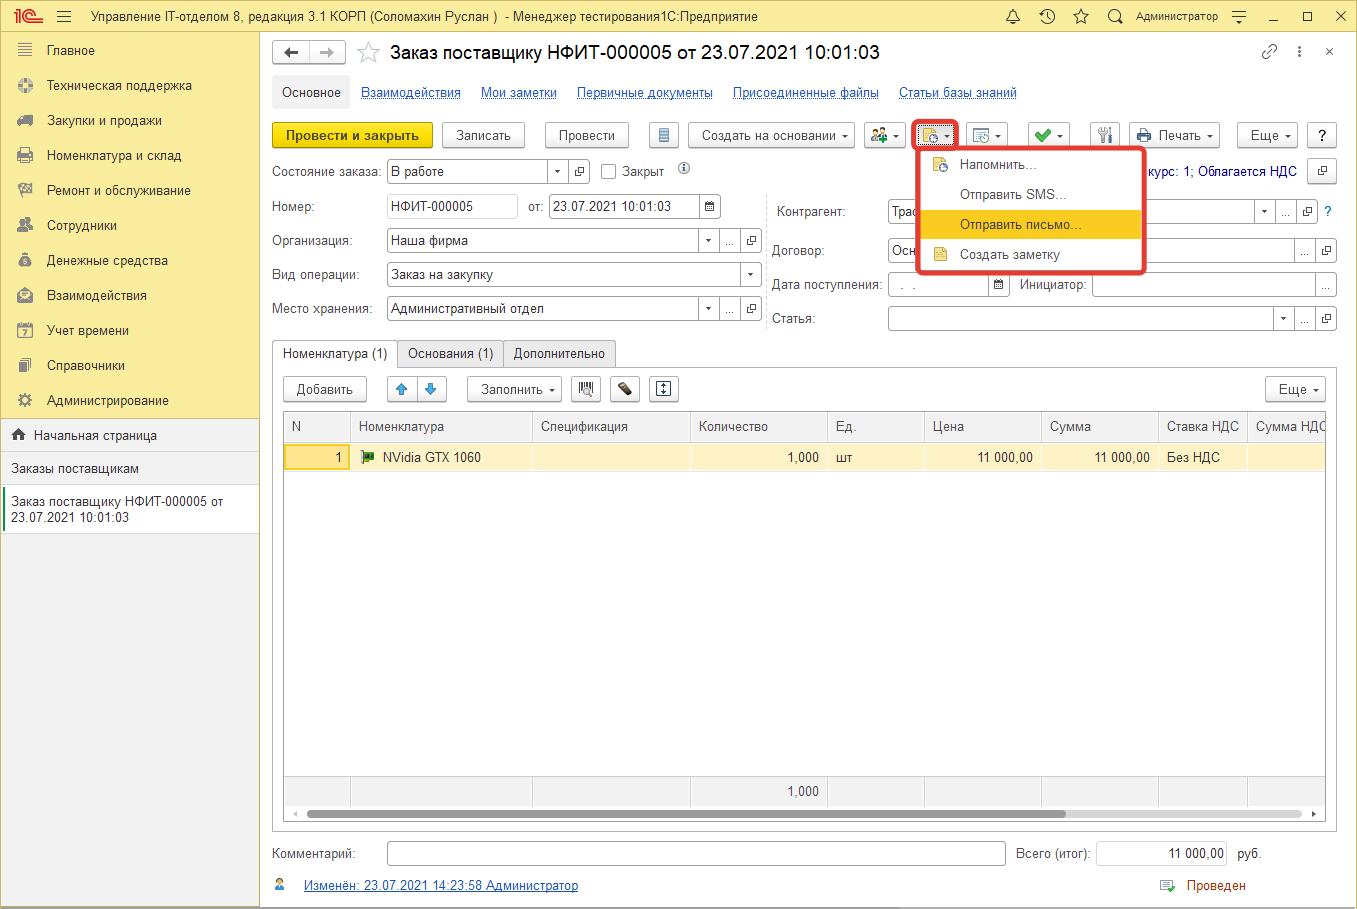 1С Управление IT-отделом 8, редакция 3.1 КОРП (Соломахин Руслан ) - Менеджер тестирования1С:Предприятие Администратор
Главное
Техническая поддержка
Закупки и продажи
Номенклатура и склад
Ремонт и обслуживание
Сотрудники
Денежные средства
Взаимодействия
Учет времени
Справочники
Администрирование
Начальная страница
Заказы поставщикам
Заказ поставщику НФИТ-000005 от
23.07.2021 10:01:03
Заказ поставщику НФИТ-000005 от 23.07.2021 10:01:03
Основное Взаимодействия Мои заметки Первичные документы Присоединенные файлы Статьи базы знаний
Провести и закрыть Записать Провести Создать на основании Печать Еще ?
Напомнить...
Отправить SMS...
Отправить письмо...
Создать заметку
Состояние заказа: В работе Закрыт курс: 1; Облагается НДС
Номер: НФИТ-000005 от: 23.07.2021 10:01:03 Контрагент: ?
Организация: Наша фирма Договор:
Вид операции: Заказ на закупку Дата поступления: . . Инициатор:
Место хранения: Административный отдел Статья:
Номенклатура (1) Основания (1) Дополнительно
Добавить Заполнить Еще
N Номенклатура Спецификация Количество Ед. Цена Сумма Ставка НДС Сумма НДС
1 NVidia GTX 1060 1,000 шт 11 000,00 11 000,00 Без НДС
1,000
Комментарий: Всего (итог): 11 000,00 руб.
Изменён: 23.07.2021 14:23:58 Администратор Проведен